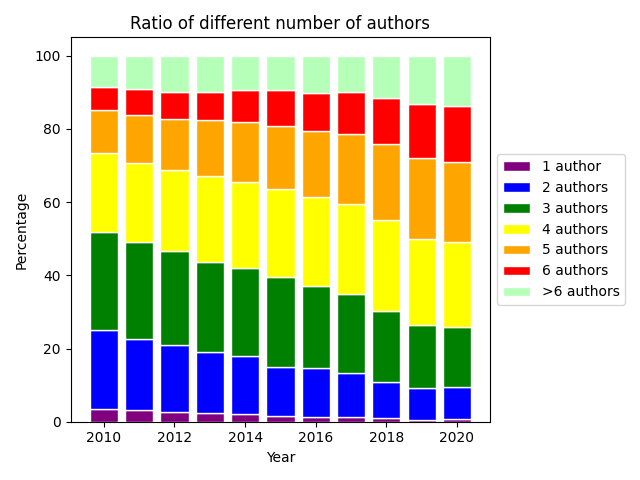 Ratio of different number of authors
100
80
60
40
20
0
Percentage
2010
2012
2014
2016
2018
2020
Year
1 author
2 authors
3 authors
4 authors
5 authors
6 authors
>6 authors